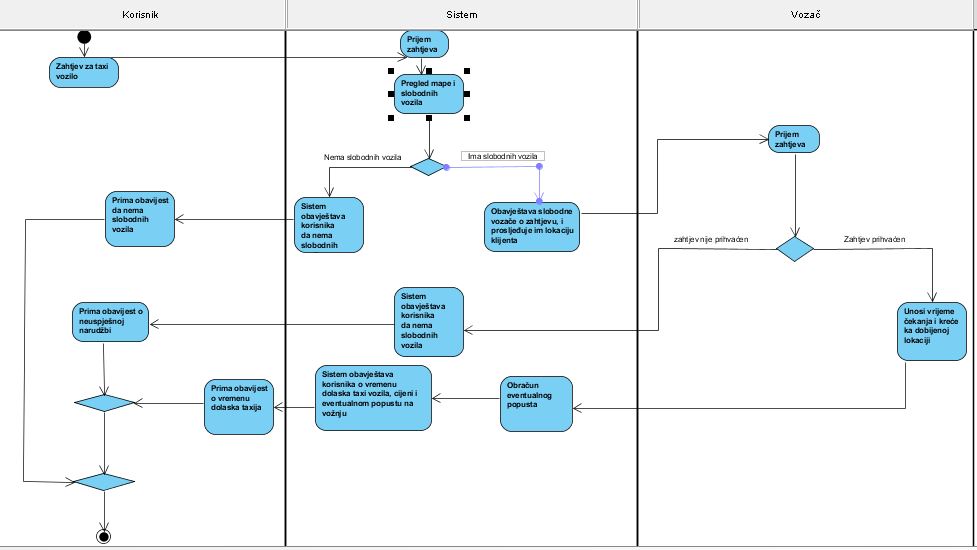 Korisnik
Sistem
Vozač
Zahtjev za taxi
vozilo
Prijem
zahtjeva
Pregled mape i
slobodnih
vozila
Nema slobodnih vozila
Ima slobodnih vozila
Prijem
zahtjeva
Prima obavijest
da nema
slobodnih
vozila
Sistem
obavještava
korisnika
da nema
slobodnih
Obavještava slobodne
vozače o zahtjevu, i
prosljeđuje im lokaciju
klijenta
zahtjev nije prihvaćen
Zahtjev prihvaćen
Prima obavijest o
neuspješnoj
narudžbi
Sistem
obavještava
korisnika
da nema
slobodnih
vozila
Unosi vrijeme
čekanja i kreće
ka dobijenoj
lokaciji
Prima obavijest
o vremenu
dolaska taxija
Sistem obavještava
korisnika o vremenu
dolaska taxi vozila, cijeni i
eventualnom popustu na
vožnju
Obračun
eventualnog
popusta